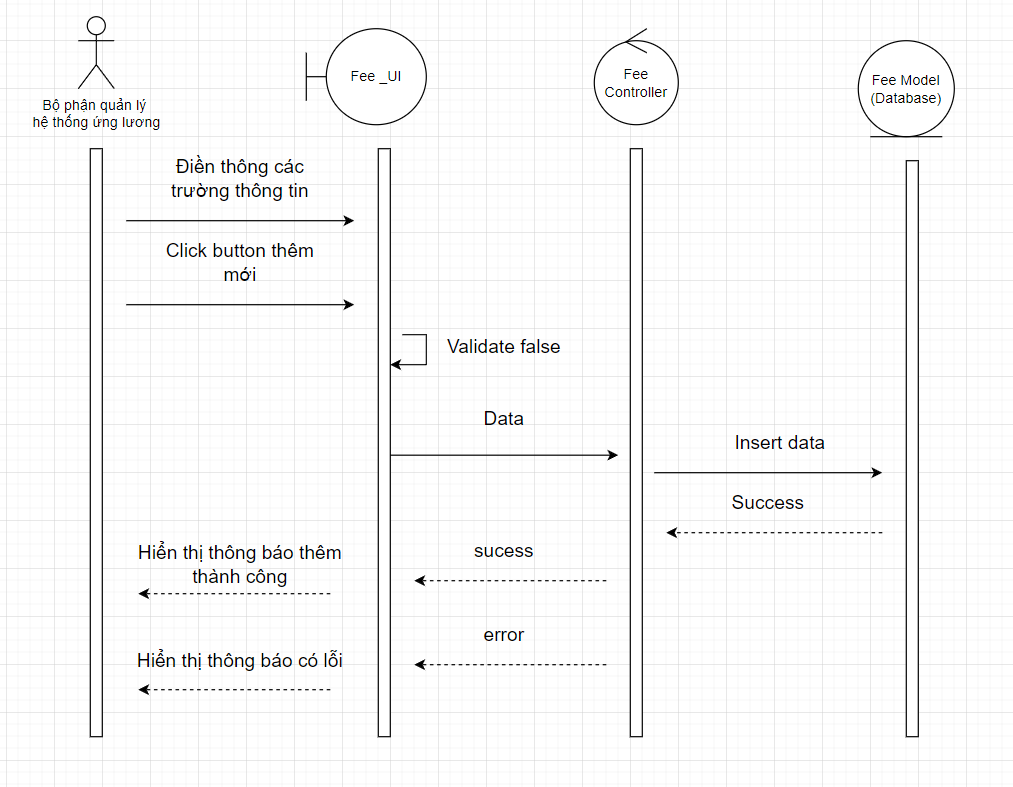 Bộ phận quản lý
hệ thống ứng lương
Fee _UI
Fee
Controller
Fee Model
(Database)
Điền thông các
trường thông tin
Click button thêm
mới
Validate false
Data
Insert data
Success
sucess
Hiển thị thông báo thêm
thành công
error
Hiển thị thông báo có lỗi